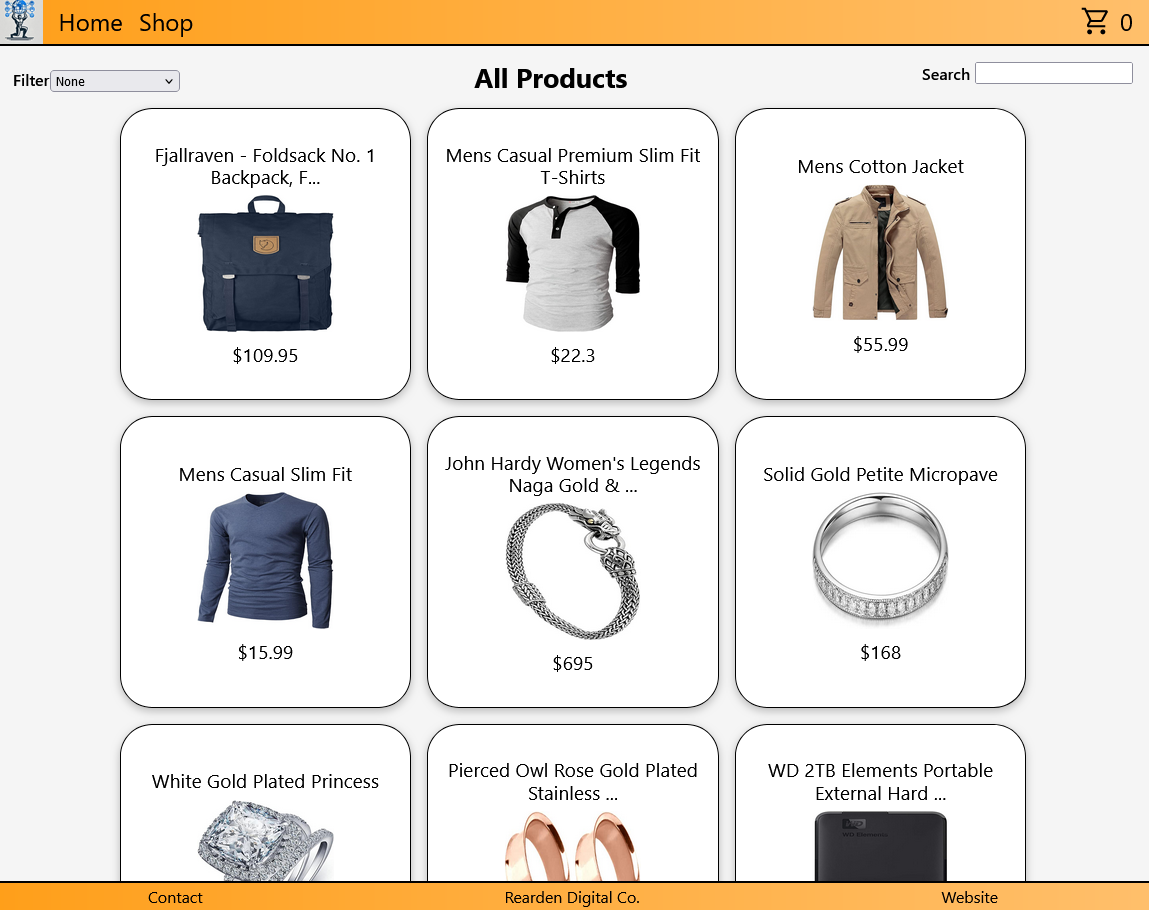 Home Shop 0
Filter None
All Products
Search
Fjallraven - Foldsack No. 1
Backpack, F...
$109.95
Mens Casual Premium Slim Fit
T-Shirts
$22.3
Mens Cotton Jacket
$55.99
Mens Casual Slim Fit
$15.99
John Hardy Women's Legends
Naga Gold & ...
$695
Solid Gold Petite Micropave
$168
White Gold Plated Princess
Pierced Owl Rose Gold Plated
Stainless ...
WD 2TB Elements Portable
External Hard ...
WD
WD Elements
Contact
Rearden Digital Co.
Website